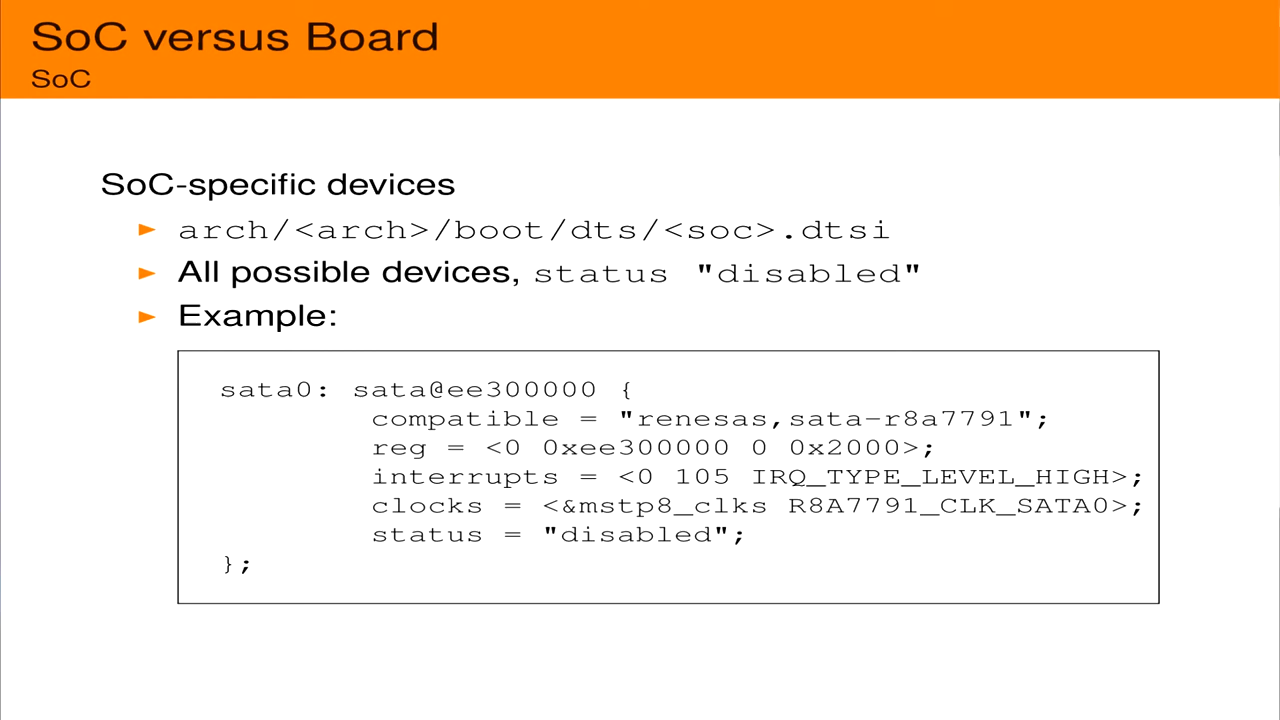 SoC versus Board
SoC
SoC-specific devices
► arch/<arch>/boot/dts/<soc>.dtsi
► All possible devices, status "disabled"
► Example:
sata0: sata@ee300000 {
        compatible = "renesas,sata-r8a7791";
        reg = <0 0xee300000 0 0x2000>;
        interrupts = <0 105 IRQ_TYPE_LEVEL_HIGH>;
        clocks = <&mstp8_clks R8A7791_CLK_SATA0>;
        status = "disabled";
};